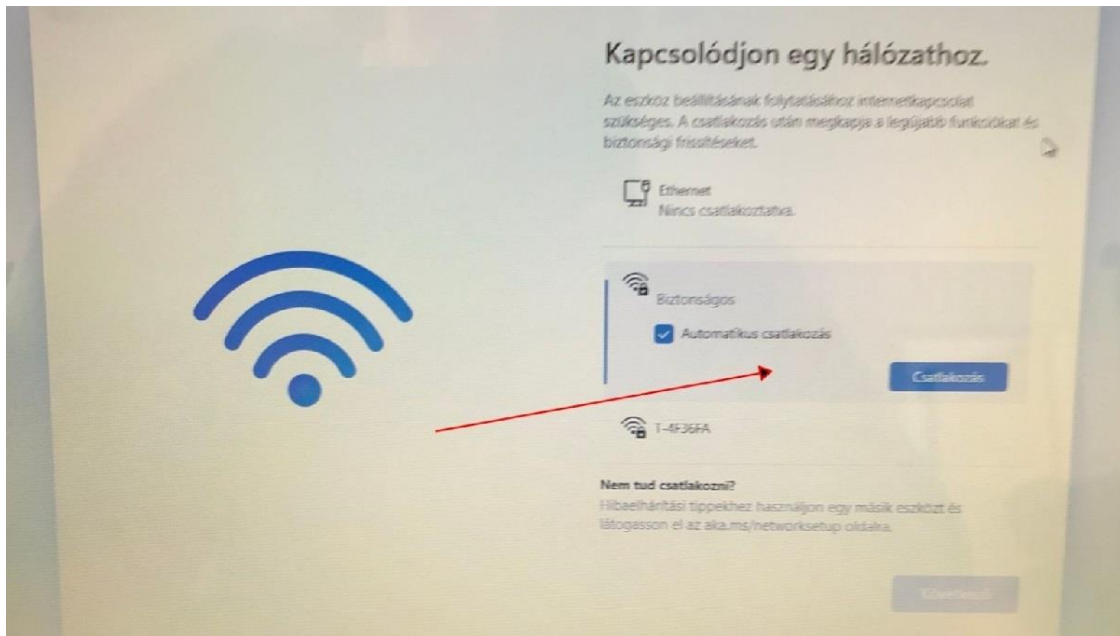 Kapcsolódjon egy hálózathoz.
Az eszköz beállításának folytatásához internetkapcsolat
szükséges. A csatlakozás után megkapja a legújabb funkciókat és
biztonsági frissítéseket.
Ethernet
Nincs csatlakoztatva.
Biztonságos
Automatikus csatlakozás
Csatlakozás
T-4F36FA
Nem tud csatlakozni?
Hibaelhárítási tippekhez használjon egy másik eszközt és
látogasson el az aka.ms/networksetup oldalra.
Következő